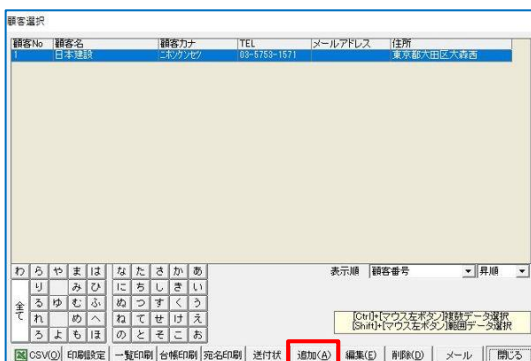 顧客選択
顧客No 顧客名 顧客カナ TEL メールアドレス 住所
1 日本建設 ニホンケンセツ 03-5753-1571 東京都大田区大森西
わ ら や ま は な た さ か あ 表示順 顧客番号 昇順
り み ひ に ち し き い
全て る ゆ む ふ ぬ つ す く う
れ め へ ね て せ け え
ろ よ も ほ の と そ こ お
[Ctrl]+[マウス左ボタン]複数データ選択
[Shift]+[マウス左ボタン]範囲データ選択
CSV(O) 印刷設定 一覧印刷 台帳印刷 宛名印刷 送付状 追加(A) 編集(E) 削除(D) メール 閉じる